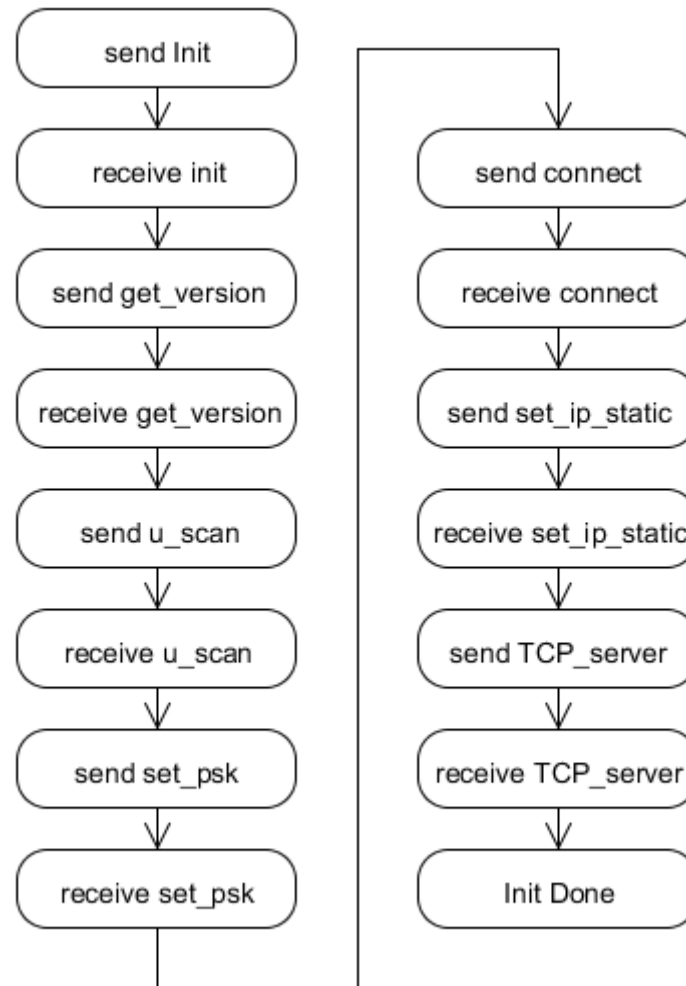 send Init
receive init
send get_version
receive get_version
send u_scan
receive u_scan
send set_psk
receive set_psk
send connect
receive connect
send set_ip_static
receive set_ip_static
send TCP_server
receive TCP_server
Init Done